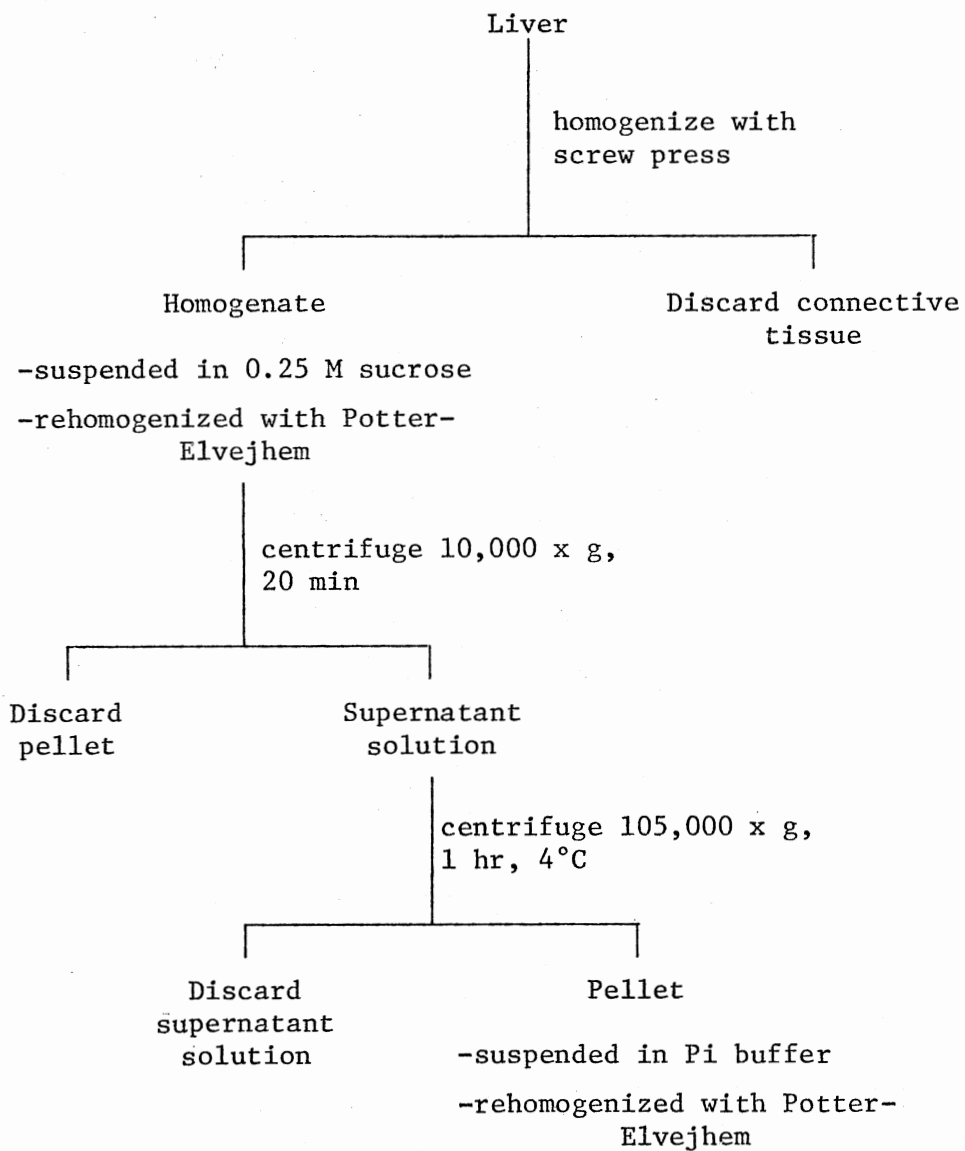 Liver
homogenize with
screw press
Homogenate
Discard connective
tissue
-suspended in 0.25 M sucrose
-rehomogenized with Potter-
Elvejhem
centrifuge 10,000 x g,
20 min
Discard
pellet
Supernatant
solution
centrifuge 105,000 x g,
1 hr, 4°C
Discard
supernatant
solution
Pellet
-suspended in Pi buffer
-rehomogenized with Potter-
Elvejhem